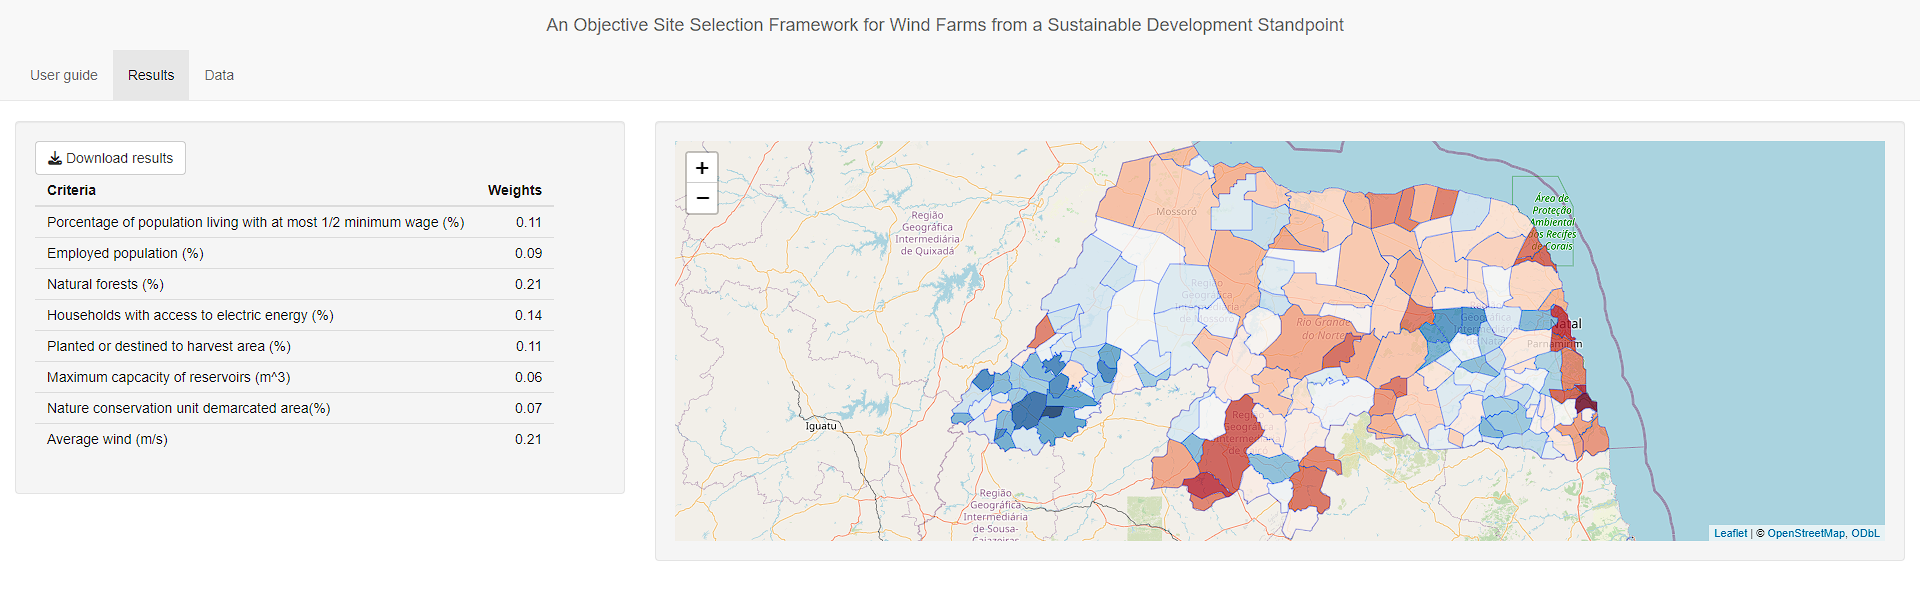 An Objective Site Selection Framework for Wind Farms from a Sustainable Development Standpoint
User guide
Results
Data
Download results
Criteria Weights
Porcentage of population living with at most 1/2 minimum wage (%) 0.11
Employed population (%) 0.09
Natural forests (%) 0.21
Households with access to electric energy (%) 0.14
Planted or destined to harvest area (%) 0.11
Maximum capcacity of reservoirs (m^3) 0.06
Nature conservation unit demarcated area(%) 0.07
Average wind (m/s) 0.21
+
−
Região
Geográfica
Intermediária
de Quixadá
Mossoró
Área de
Proteção
Ambiental
dos Recifes
de Corais
Região
Geográfica
Intermediária
de Mossoró
Rio Grande
do Norte
Geográfica
Intermediária
de Natal
Natal
Parnamirim
Iguatu
Região
Geográfica
Intermediária
Região
Geográfica
Intermediária
de Sousa-
Cajazeiras
Leaflet | © OpenStreetMap, ODbL